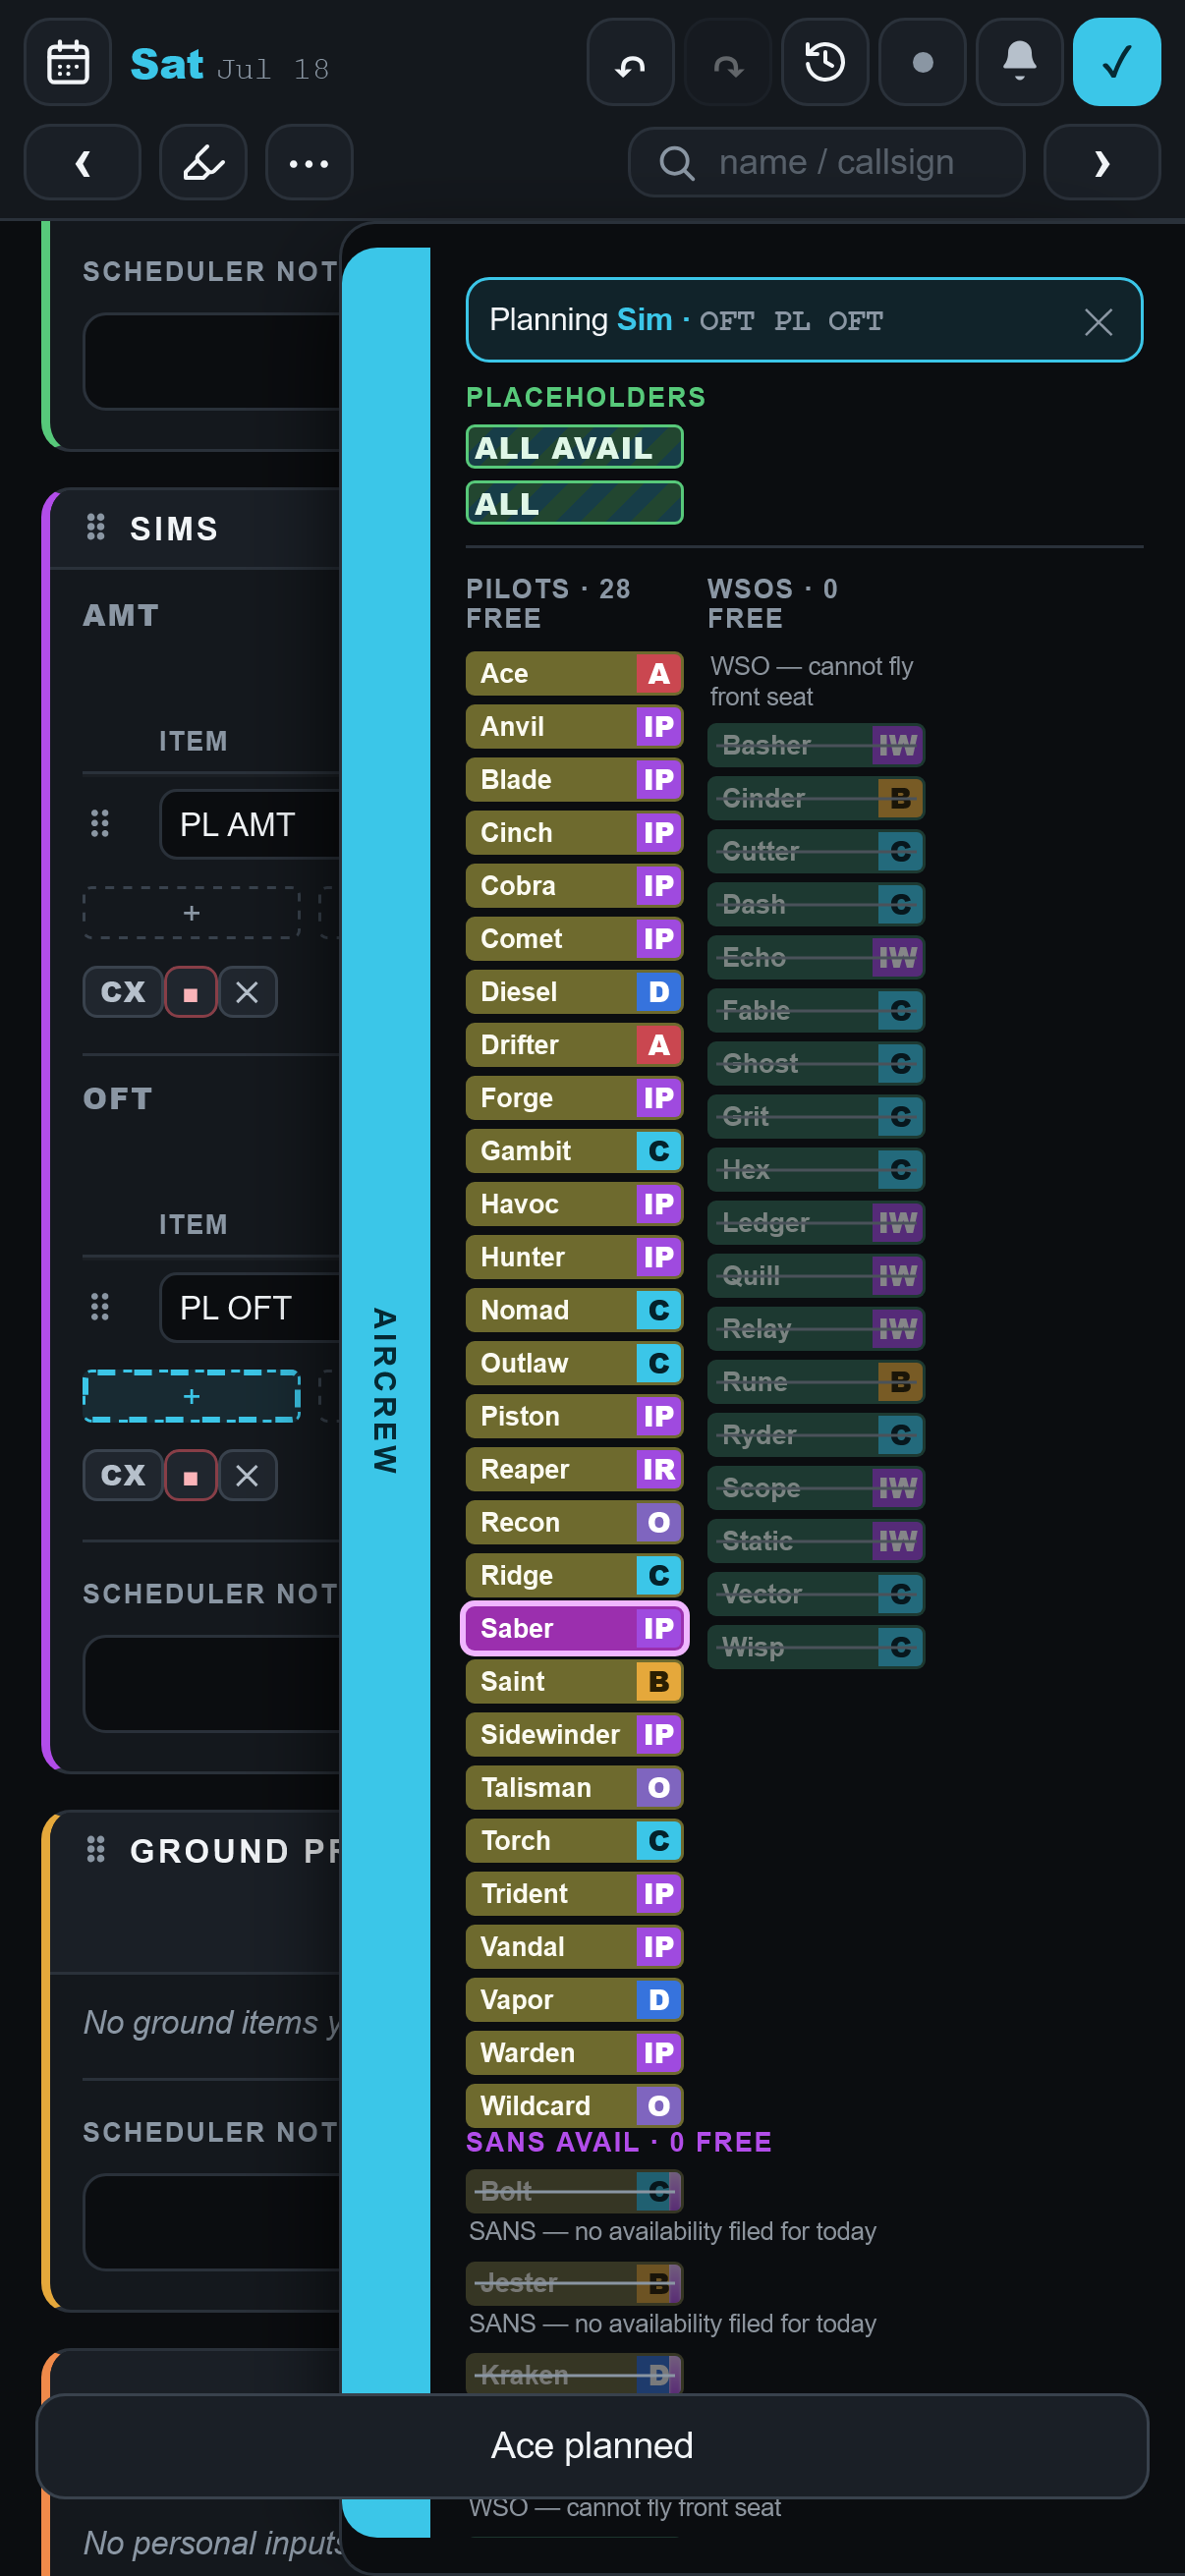 Sat Jul 18
name / callsign
SCHEDULER NOT
SIMS
AMT
ITEM
PL AMT
+
CX
OFT
ITEM
PL OFT
+
CX
SCHEDULER NOT
GROUND PR
No ground items y
SCHEDULER NOT
No personal inputs
AIRCREW
Planning Sim · OFT PL OFT
PLACEHOLDERS
ALL AVAIL
ALL
PILOTS · 28
FREE
Ace A
Anvil IP
Blade IP
Cinch IP
Cobra IP
Comet IP
Diesel D
Drifter A
Forge IP
Gambit C
Havoc IP
Hunter IP
Nomad C
Outlaw C
Piston IP
Reaper IR
Recon O
Ridge C
Saber IP
Saint B
Sidewinder IP
Talisman O
Torch C
Trident IP
Vandal IP
Vapor D
Warden IP
Wildcard O
WSOS · 0
FREE
WSO — cannot fly
front seat
Basher IW
Cinder B
Cutter C
Dash C
Echo IW
Fable C
Ghost C
Grit C
Hex C
Ledger IW
Quill IW
Relay IW
Rune B
Ryder C
Scope IW
Static IW
Vector C
Wisp C
SANS AVAIL · 0 FREE
Bolt C
SANS — no availability filed for today
Jester B
SANS — no availability filed for today
Kraken D
Ace planned
WSO — cannot fly front seat